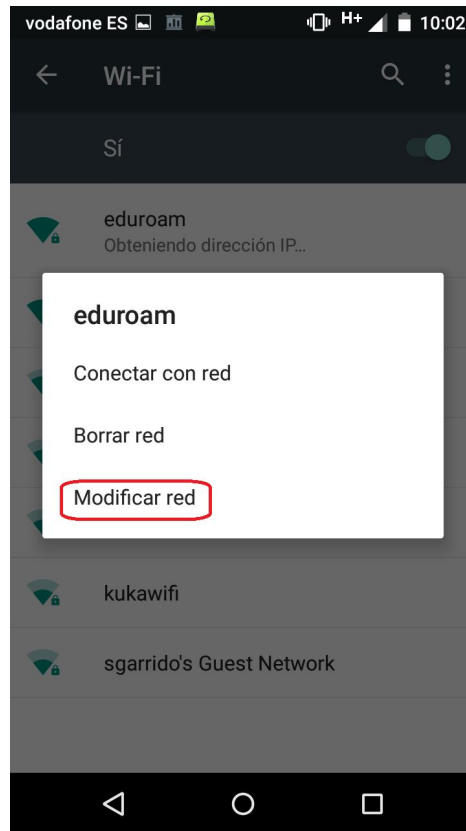 vodafone ES H+ 10:02
Wi-Fi
Sí
eduroam
Obteniendo dirección IP...
eduroam
Conectar con red
Borrar red
Modificar red
kukawifi
sgarrido's Guest Network